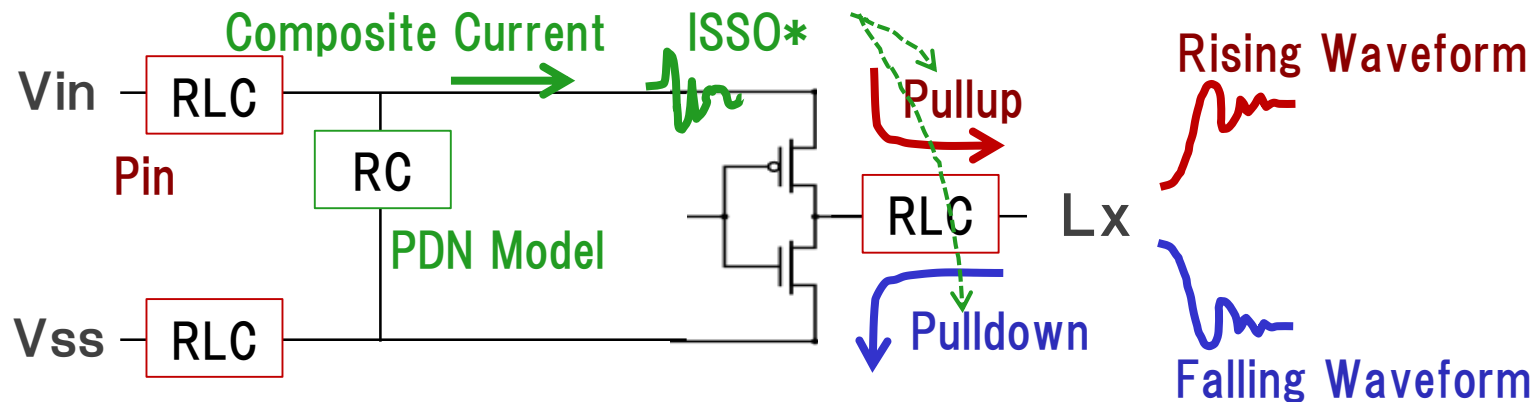 Composite Current
ISSO*
Rising Waveform
Vin
RLC
Pullup
Pin
RC
RLC
Lx
PDN Model
Vss
RLC
Pulldown
Falling Waveform